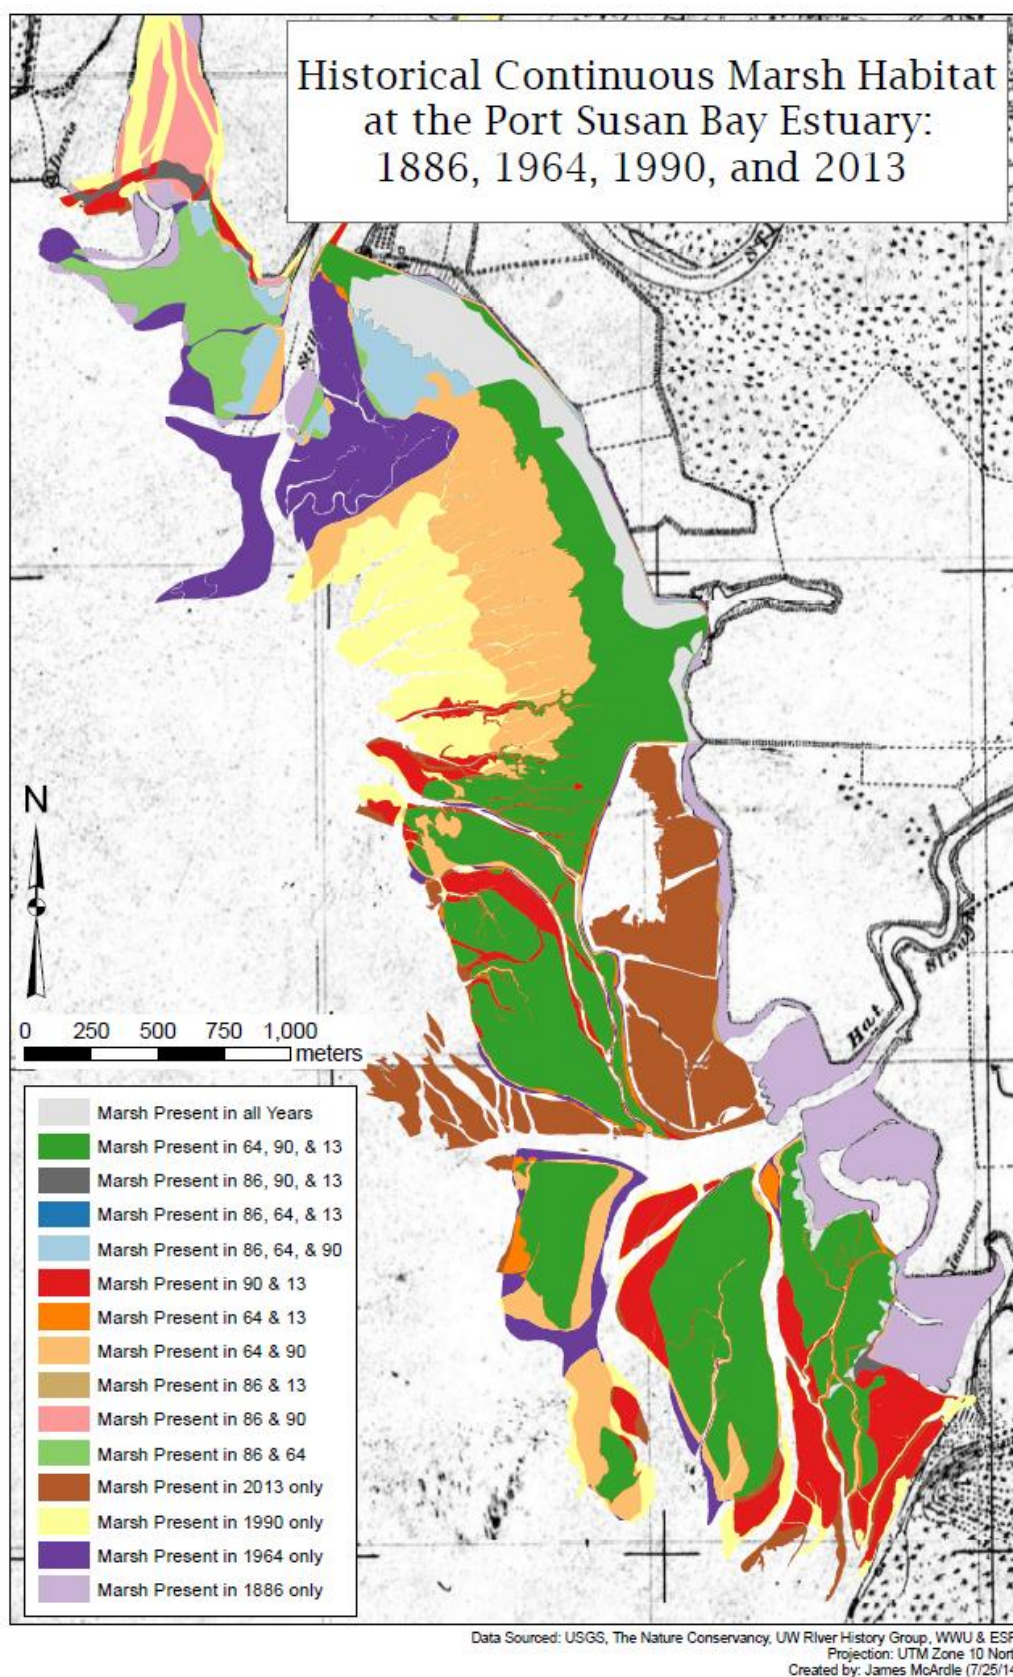 Historical Continuous Marsh Habitat
at the Port Susan Bay Estuary:
1886, 1964, 1990, and 2013
Hat
Slough
N
0 250 500 750 1,000
meters
Marsh Present in all Years
Marsh Present in 64, 90, & 13
Marsh Present in 86, 90, & 13
Marsh Present in 86, 64, & 13
Marsh Present in 86, 64, & 90
Marsh Present in 90 & 13
Marsh Present in 64 & 13
Marsh Present in 64 & 90
Marsh Present in 86 & 13
Marsh Present in 86 & 90
Marsh Present in 86 & 64
Marsh Present in 2013 only
Marsh Present in 1990 only
Marsh Present in 1964 only
Marsh Present in 1886 only
Data Sourced: USGS, The Nature Conservancy, UW River History Group, WWU & ESR
Projection: UTM Zone 10 Nort
Created by: James McArdle (7/25/14